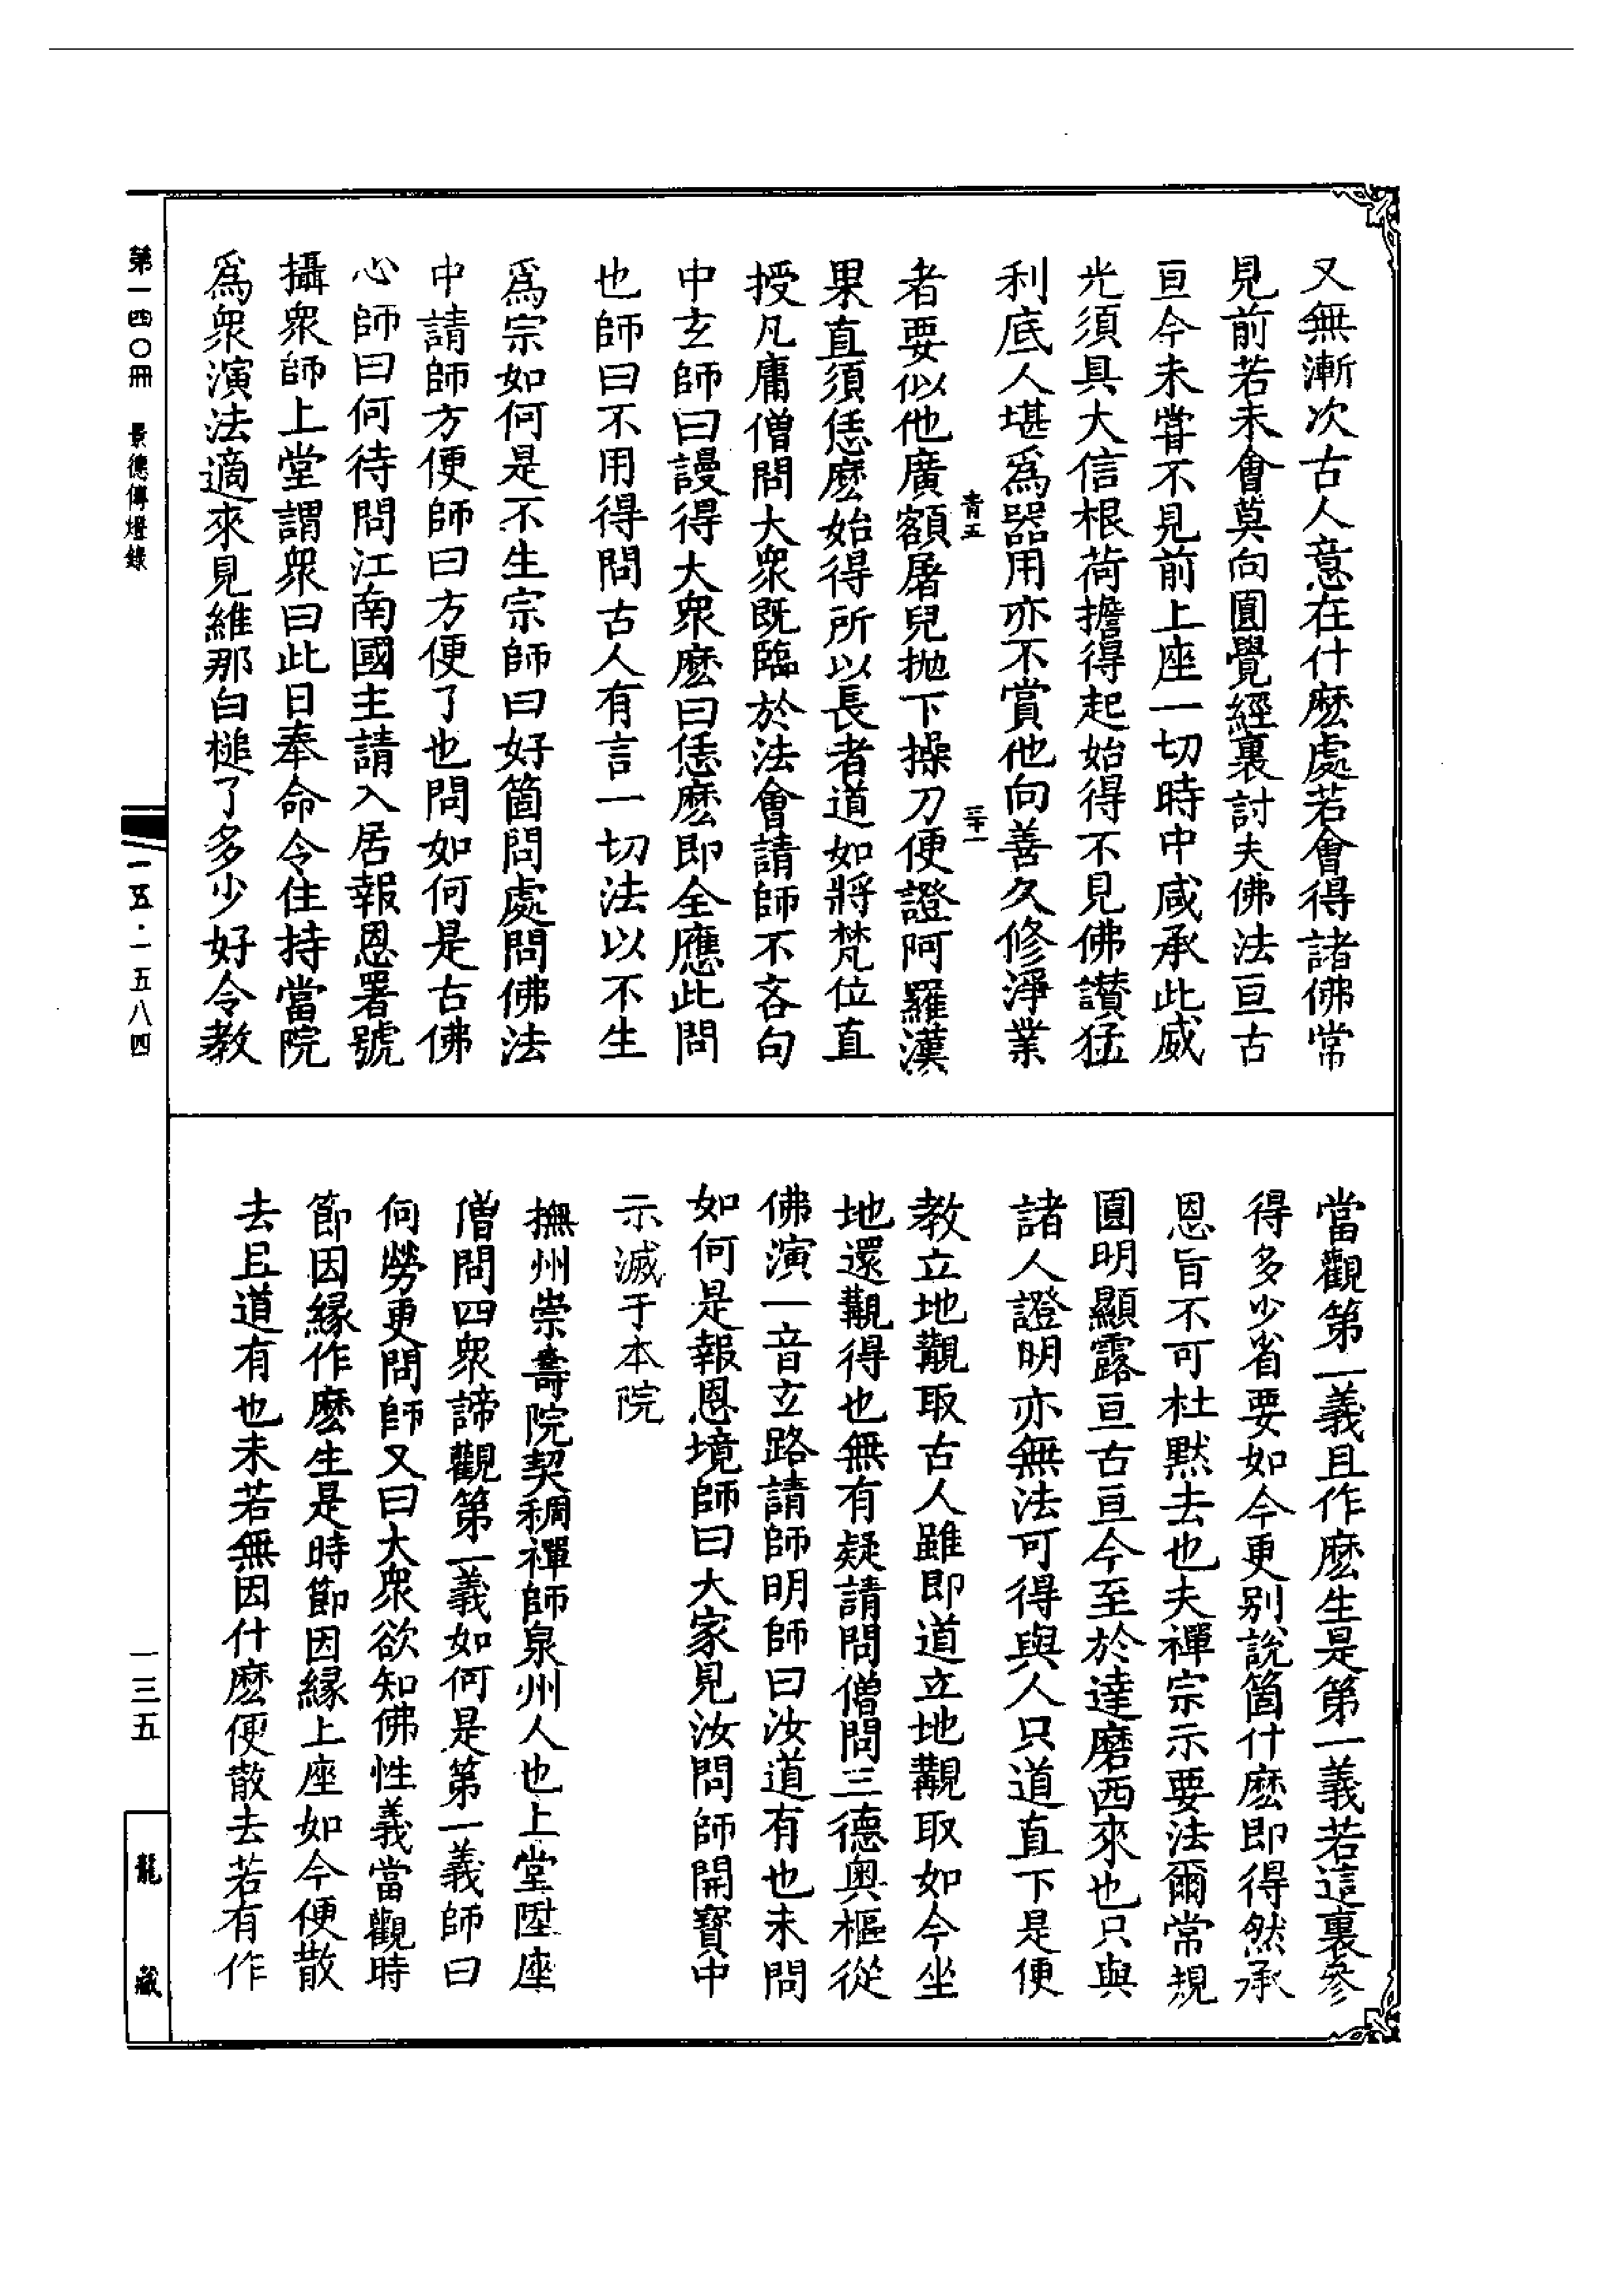 又無漸次古人意在什麽處若會得諸佛常
見前若未會莫向圓覺經裏討夫佛法亘古
亘今未甞不見前上座一切時中咸承此威
光須具大信根荷擔得起始得不見佛讃猛
利底人堪爲器用亦不賞他向善久修淨業
青五
三十一
者要似他廣額屠兒抛下操刀便證阿羅漢
果直須恁麽始得所以長者道如將梵位直
授凡庸僧問大衆既臨於法會請師不吝句
中玄師曰謾得大衆麽曰恁麽即全應此問
也師曰不用得問古人有言一切法以不生
爲宗如何是不生宗師曰好箇問處問佛法
中請師方便師曰方便了也問如何是古佛
心師曰何待問江南國主請入居報恩署號
攝衆師上堂謂衆曰此日奉命令住持當院
爲衆演法適來見維那白槌了多少好令教
當觀第一義且作麽生是第一義若這裏參
得多少省要如今更别說箇什麽即得然承
恩旨不可杜黙去也夫禪宗示要法爾常規
圓明顯露亘古亘今至於達磨西來也只與
諸人證明亦無法可得與人只道直下是便
教立地觀取古人雖即道立地觀取如今坐
地還觀得也無有疑請問僧問三德奥樞從
佛演一音立路請師明師曰汝道有也未問
如何是報恩境師曰大家見汝問師開寳中
示滅于本院
撫州崇壽院契稠禪師泉州人也上堂陞座
僧問四衆諦觀第一義如何是第一義師曰
何勞更問師又曰大衆欲知佛性義當觀時
節因緣作麽生是時節因緣上座如今便散
去且道有也未若無因什麽便散去若有作
第一四〇冊　景德傳燈錄
一五·一五八四
一三五
龍藏